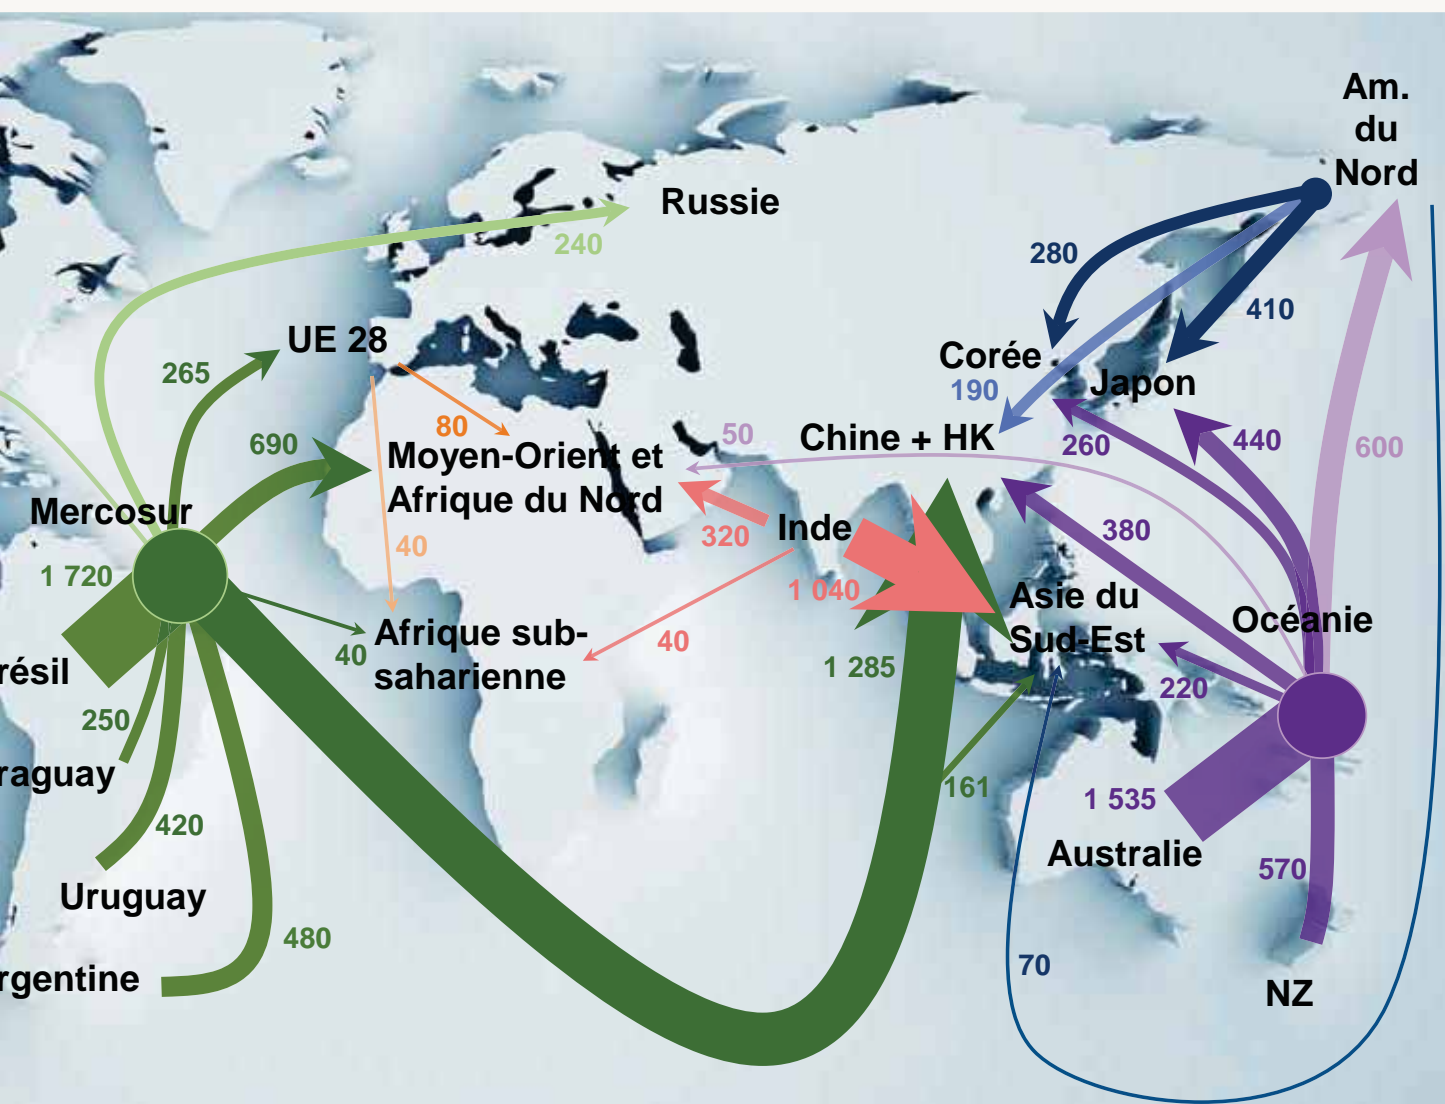 Am.
du
Nord
Russie
240
280
410
UE 28
265
Corée
190
Japon
80
690
50
Chine + HK
260
440
600
Moyen-Orient et
Afrique du Nord
Mercosur
320
Inde
380
40
1 720
1 040
Asie du
Sud-Est
Océanie
Afrique sub-
saharienne
40
40
1 285
220
résil
250
raguay
161
1 535
420
Australie
570
Uruguay
480
70
rgentine
NZ